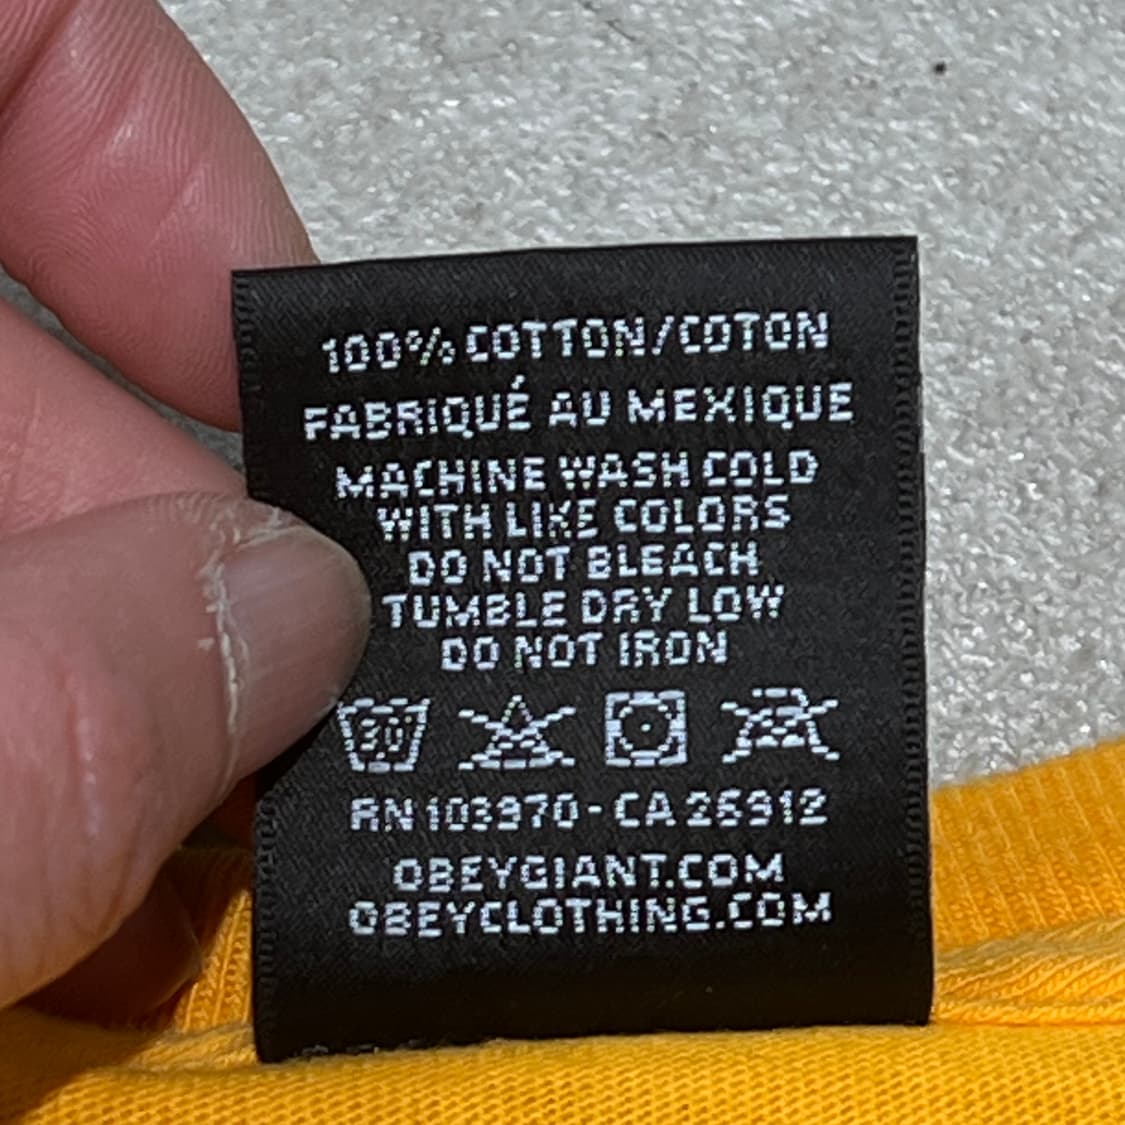 100% COTTON/COTON
FABRIQUÉ AU MEXIQUE
MACHINE WASH COLD
WITH LIKE COLORS
DO NOT BLEACH
TUMBLE DRY LOW
DO NOT IRON
30
RN 103970 - CA 25912
OBEYGIANT.COM
OBEYCLOTHING.COM